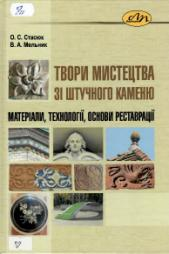 О. С. Стасюк
В. А. Мельник
ТВОРИ МИСТЕЦТВА
ЗІ ШТУЧНОГО КАМЕНЮ
МАТЕРІАЛИ, ТЕХНОЛОГІЇ, ОСНОВИ РЕСТАВРАЦІЇ